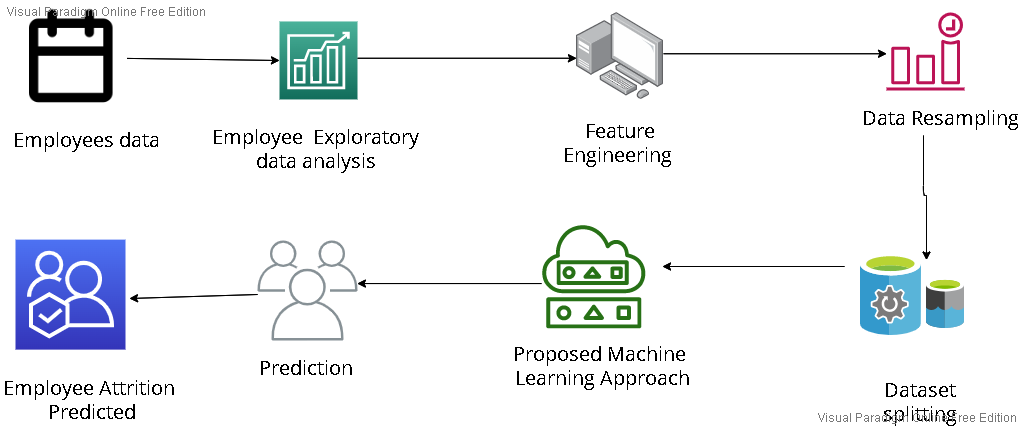 Visual Paradigm Online Free Edition
Employees data
Employee Exploratory
data analysis
Feature
Engineering
Data Resampling
Employee Attrition
Predicted
Prediction
Proposed Machine
Learning Approach
Dataset
splitting
Visual Paradigm Online Free Edition